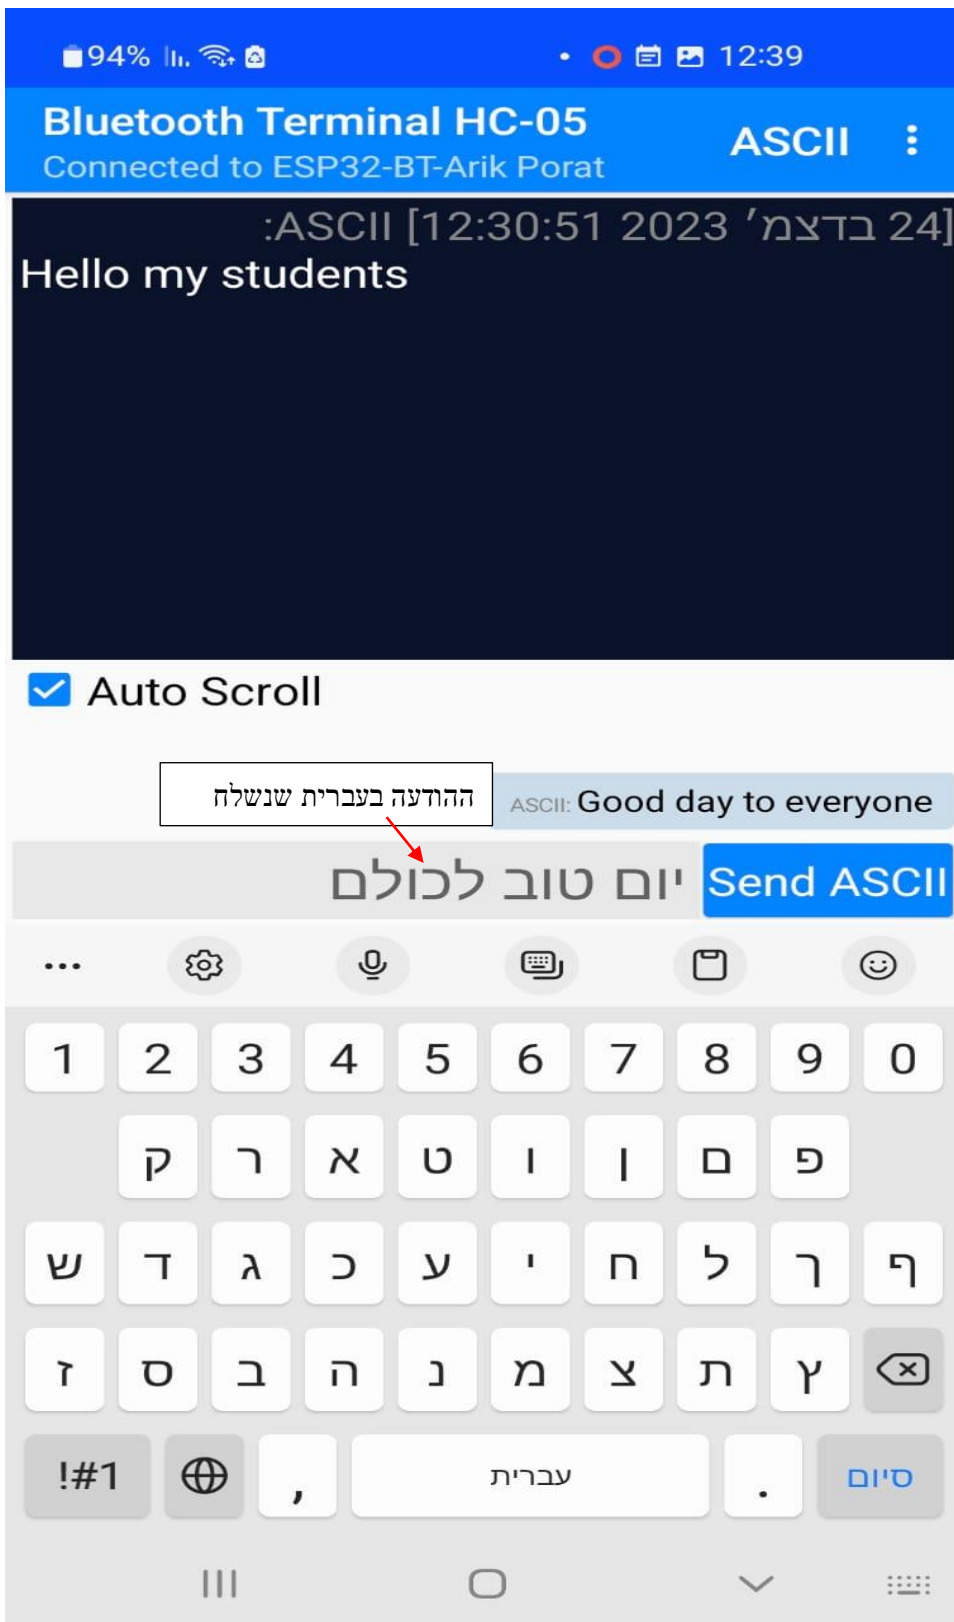 94% 12:39
Bluetooth Terminal HC-05
Connected to ESP32-BT-Arik Porat
ASCII
[24 בדצמ׳ 2023 12:30:51] ASCII:
Hello my students
Auto Scroll
ההודעה בעברית שנשלח
ASCII: Good day to everyone
יום טוב לכולם
Send ASCII
1 2 3 4 5 6 7 8 9 0
ק ר א ט ו ן ם פ
ש ד ג כ ע י ח ל ך ף
ז ס ב ה נ מ צ ת ץ
!#1 , עברית . סיום